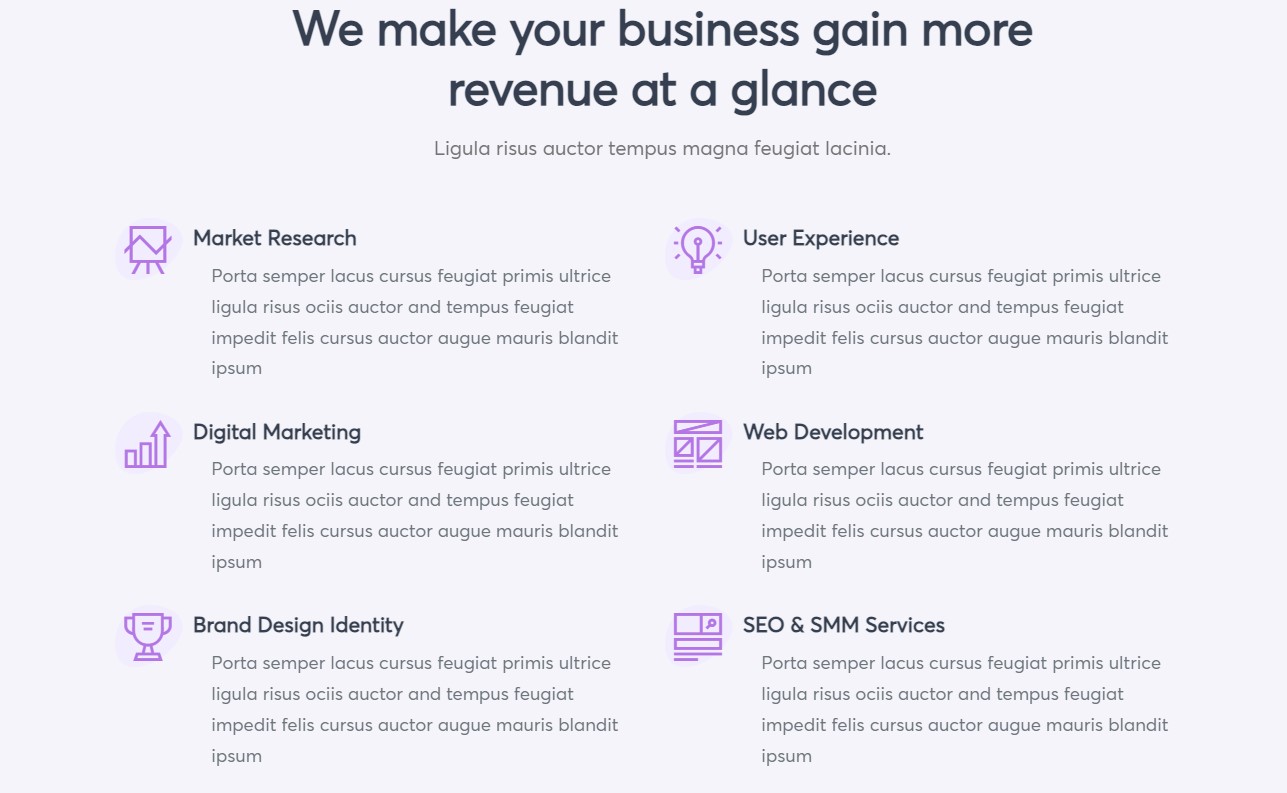 We make your business gain more
revenue at a glance
Ligula risus auctor tempus magna feugiat lacinia.
Market Research
Porta semper lacus cursus feugiat primis ultrice
ligula risus ociis auctor and tempus feugiat
impedit felis cursus auctor augue mauris blandit
ipsum
User Experience
Porta semper lacus cursus feugiat primis ultrice
ligula risus ociis auctor and tempus feugiat
impedit felis cursus auctor augue mauris blandit
ipsum
Digital Marketing
Porta semper lacus cursus feugiat primis ultrice
ligula risus ociis auctor and tempus feugiat
impedit felis cursus auctor augue mauris blandit
ipsum
Web Development
Porta semper lacus cursus feugiat primis ultrice
ligula risus ociis auctor and tempus feugiat
impedit felis cursus auctor augue mauris blandit
ipsum
Brand Design Identity
Porta semper lacus cursus feugiat primis ultrice
ligula risus ociis auctor and tempus feugiat
impedit felis cursus auctor augue mauris blandit
ipsum
SEO & SMM Services
Porta semper lacus cursus feugiat primis ultrice
ligula risus ociis auctor and tempus feugiat
impedit felis cursus auctor augue mauris blandit
ipsum